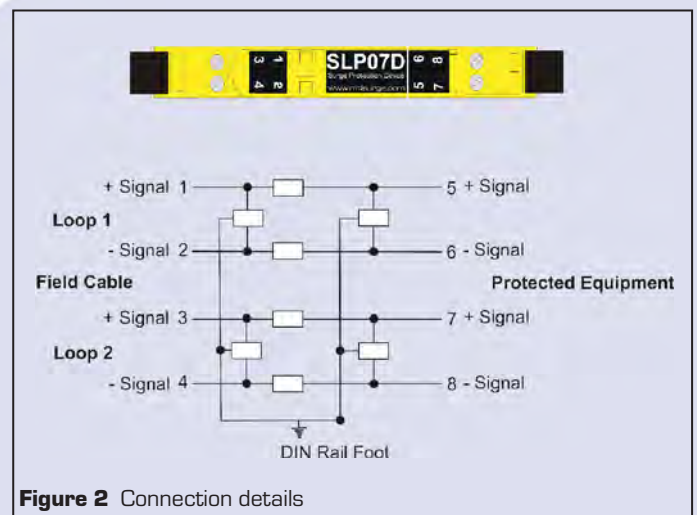 3 1 SLP07D 6 8
4 2 Surge Protection Device 5 7
www.mtlsurge.com
+ Signal 1 5 + Signal
Loop 1
- Signal 2 6 - Signal
Field Cable Protected Equipment
+ Signal 3 7 + Signal
Loop 2
- Signal 4 8 - Signal
DIN Rail Foot
Figure 2 Connection details